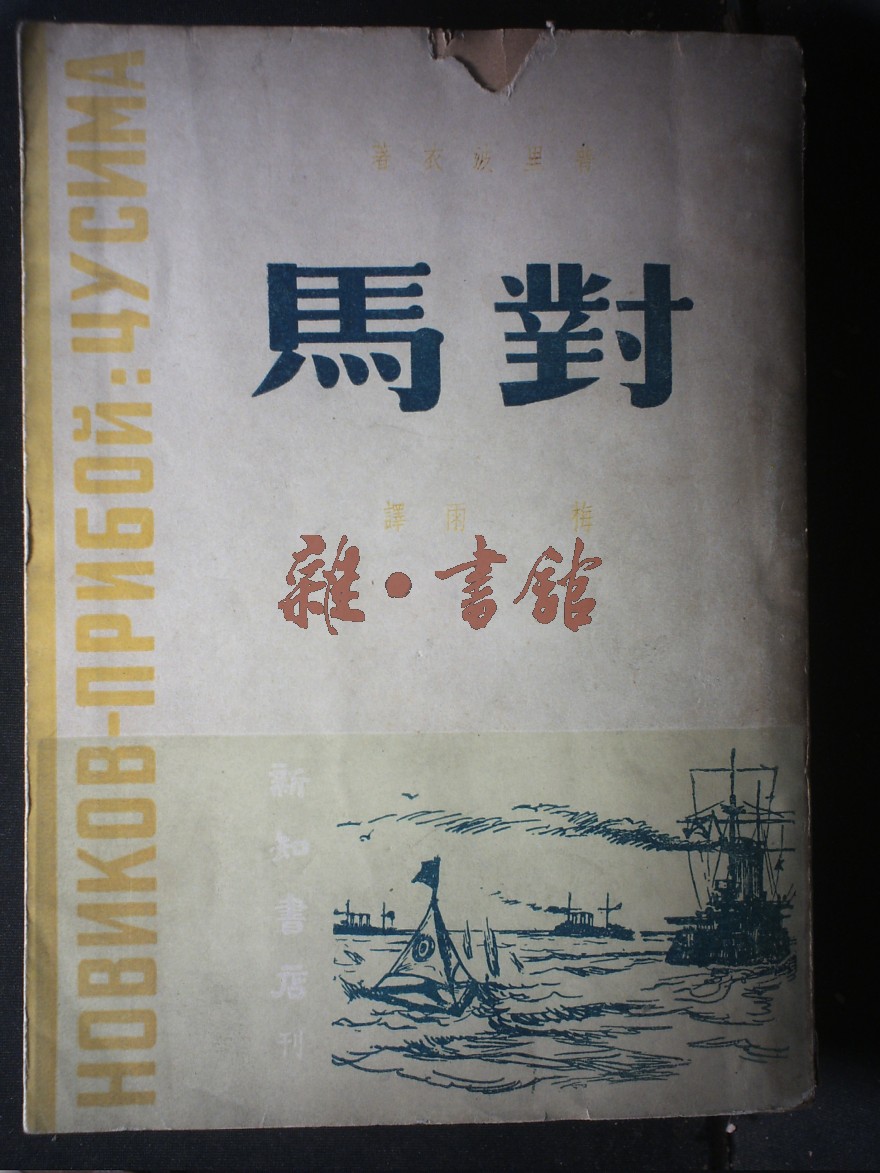 普里波衣著
對馬
梅雨譯
雜·書館
新知書店刊
НОВИКОВ-ПРИБОЙ: ЦУСИМА